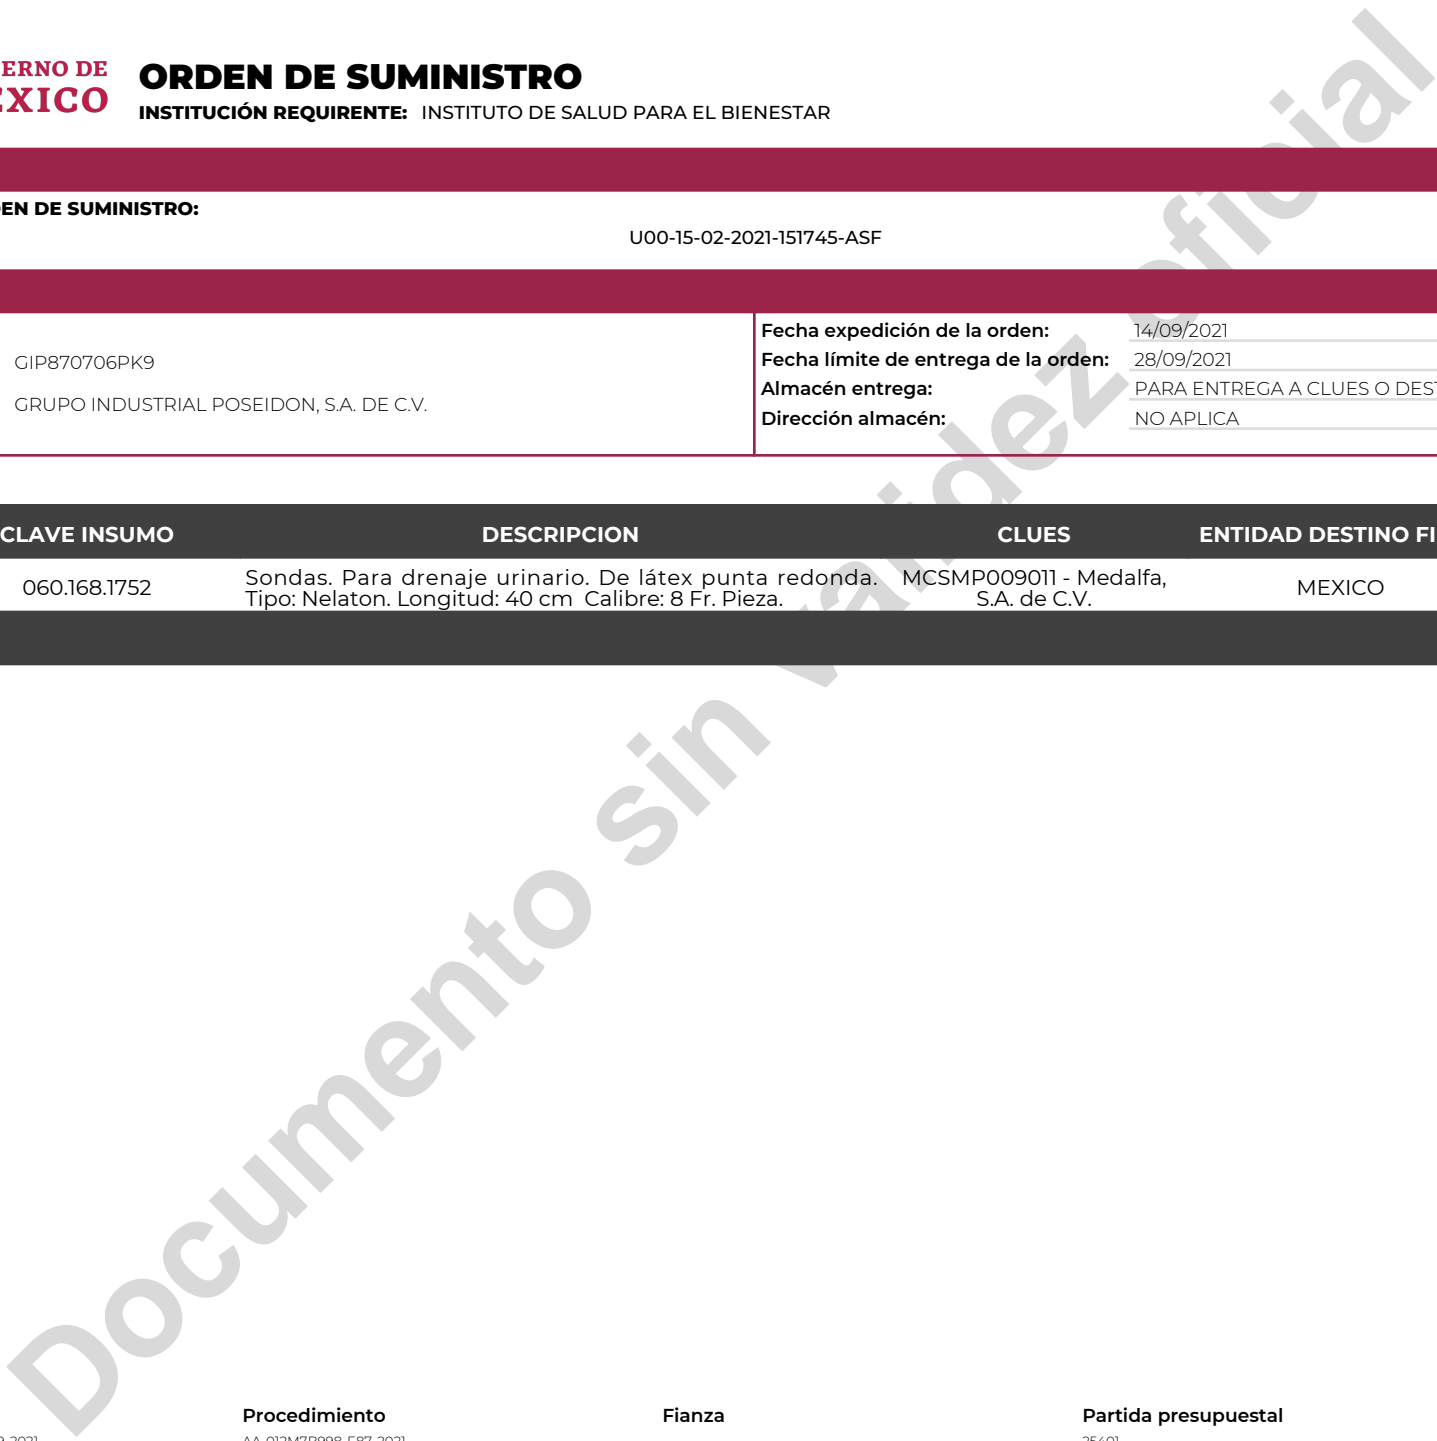 ERNO DE
EXICO
ORDEN DE SUMINISTRO
INSTITUCIÓN REQUIRENTE: INSTITUTO DE SALUD PARA EL BIENESTAR
EN DE SUMINISTRO:
U00-15-02-2021-151745-ASF
GIP870706PK9
GRUPO INDUSTRIAL POSEIDON, S.A. DE C.V.
Fecha expedición de la orden: 14/09/2021
Fecha límite de entrega de la orden: 28/09/2021
Almacén entrega: PARA ENTREGA A CLUES O DEST
Dirección almacén: NO APLICA
CLAVE INSUMO DESCRIPCION CLUES ENTIDAD DESTINO FI
060.168.1752
Sondas. Para drenaje urinario. De látex punta redonda.
Tipo: Nelaton. Longitud: 40 cm Calibre: 8 Fr. Pieza.
MCSMP009011 - Medalfa,
S.A. de C.V.
MEXICO
Documento sin validez oficial
Procedimiento Fianza Partida presupuestal